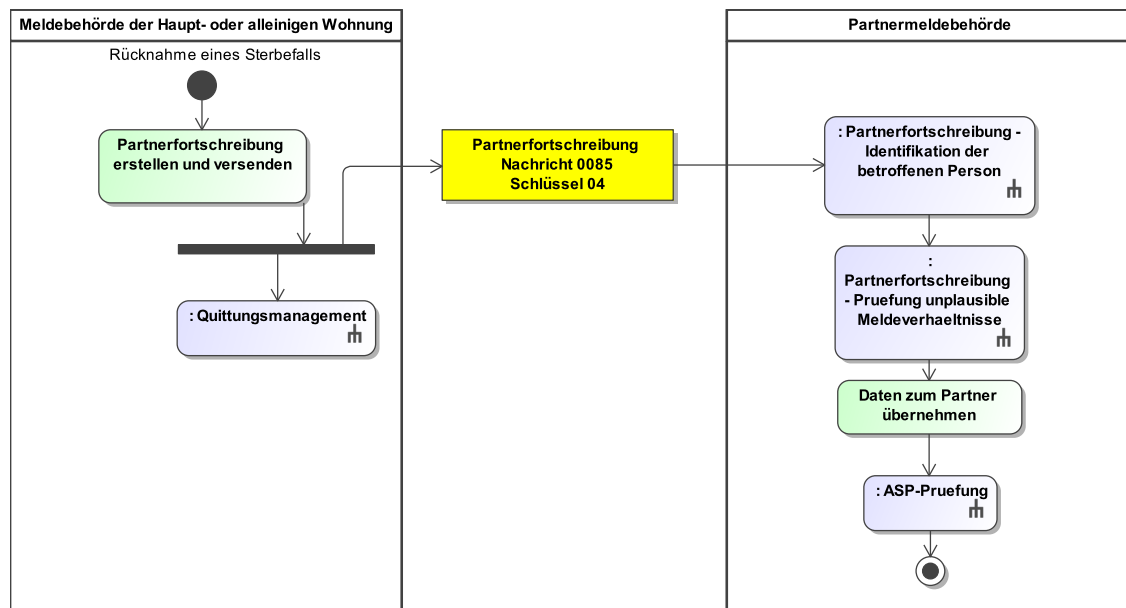 Meldebehörde der Haupt- oder alleinigen Wohnung
Rücknahme eines Sterbefalls
Partnerfortschreibung
erstellen und versenden
: Quittungsmanagement
Partnerfortschreibung
Nachricht 0085
Schlüssel 04
Partnermeldebehörde
: Partnerfortschreibung -
Identifikation der
betroffenen Person
:
Partnerfortschreibung
- Pruefung unplausible
Meldeverhaeltnisse
Daten zum Partner
übernehmen
: ASP-Pruefung